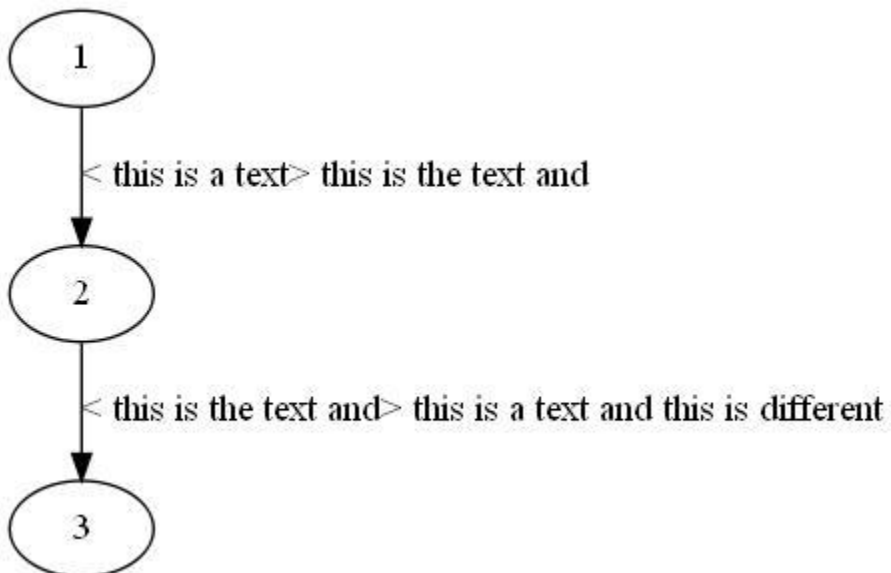 1
< this is a text> this is the text and
2
< this is the text and> this is a text and this is different
3